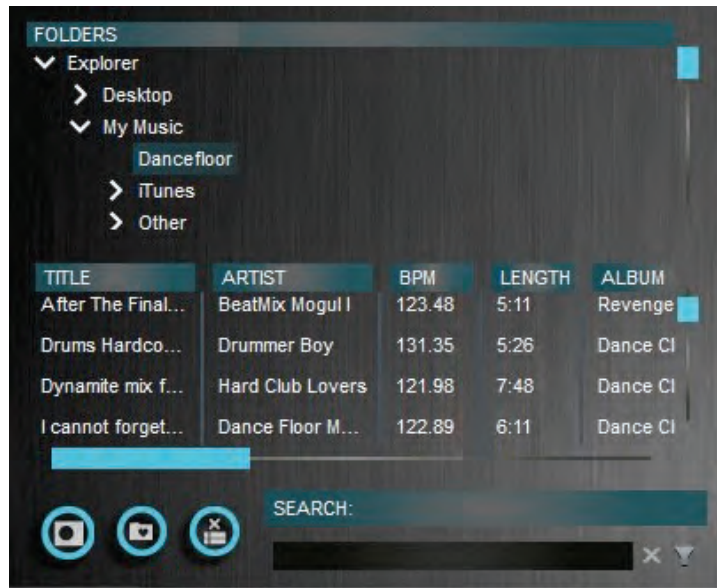 FOLDERS
Explorer
Desktop
My Music
Dancefloor
iTunes
Other
TITLE ARTIST BPM LENGTH ALBUM
After The Final... BeatMix Mogul I 123.48 5:11 Revenge
Drums Hardco... Drummer Boy 131.35 5:26 Dance Cl
Dynamite mix f... Hard Club Lovers 121.98 7:48 Dance Cl
I cannot forget... Dance Floor M... 122.89 6:11 Dance Cl
SEARCH: